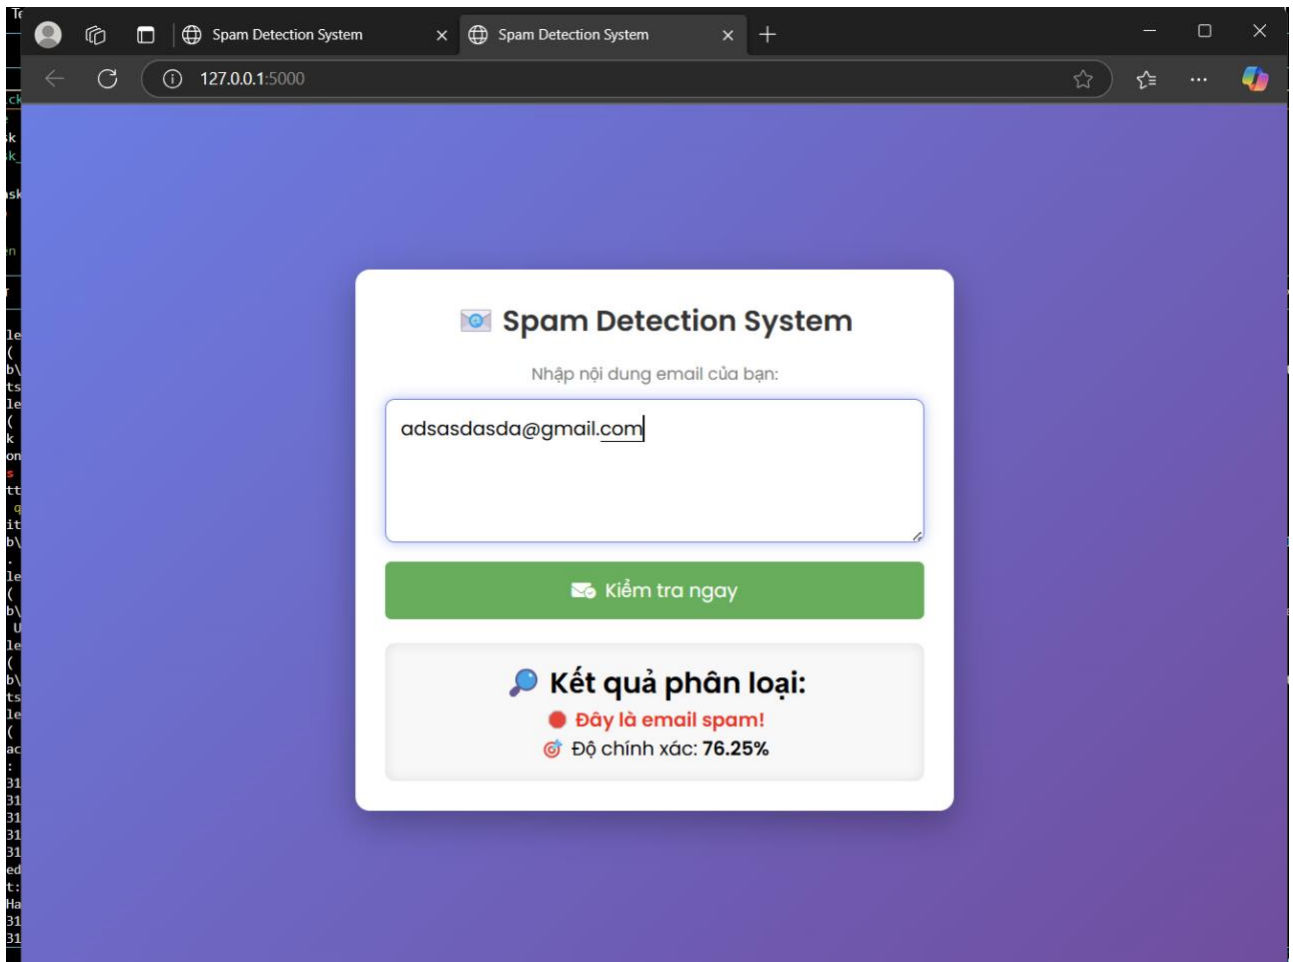 Spam Detection System
Spam Detection System
127.0.0.1:5000
Spam Detection System
Nhập nội dung email của bạn:
adsasdasda@gmail.com
Kiểm tra ngay
Kết quả phân loại:
Đây là email spam!
Độ chính xác: 76.25%